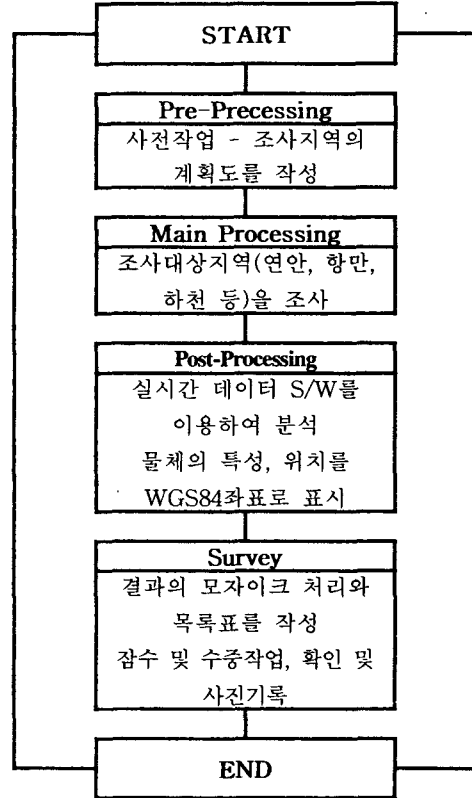 START
Pre-Precessing
사전작업 - 조사지역의
계획도를 작성
Main Processing
조사대상지역(연안, 항만,
하천 등)을 조사
Post-Processing
실시간 데이터 S/W를
이용하여 분석
물체의 특성, 위치를
WGS84좌표로 표시
Survey
결과의 모자이크 처리와
목록표를 작성
잠수 및 수중작업, 확인 및
사진기록
END